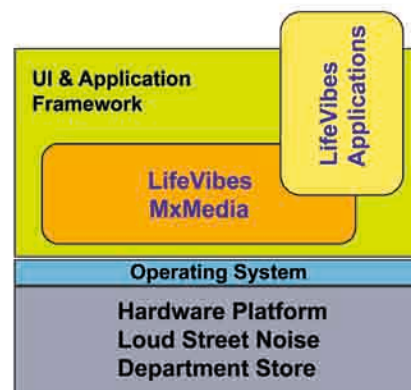 UI & Application
Framework
LifeVibes
Applications
LifeVibes
MxMedia
Operating System
Hardware Platform
Loud Street Noise
Department Store